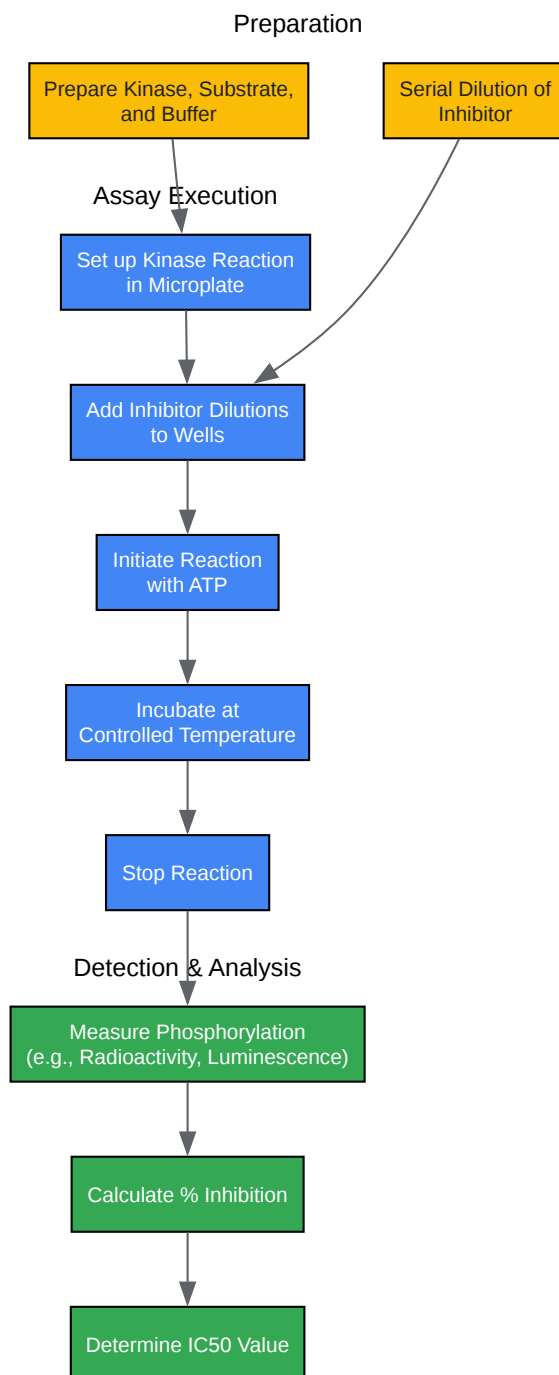 Preparation
Prepare Kinase, Substrate,
and Buffer
Serial Dilution of
Inhibitor
Assay Execution
Set up Kinase Reaction
in Microplate
Add Inhibitor Dilutions
to Wells
Initiate Reaction
with ATP
Incubate at
Controlled Temperature
Stop Reaction
Detection & Analysis
Measure Phosphorylation
(e.g., Radioactivity, Luminescence)
Calculate % Inhibition
Determine IC50 Value